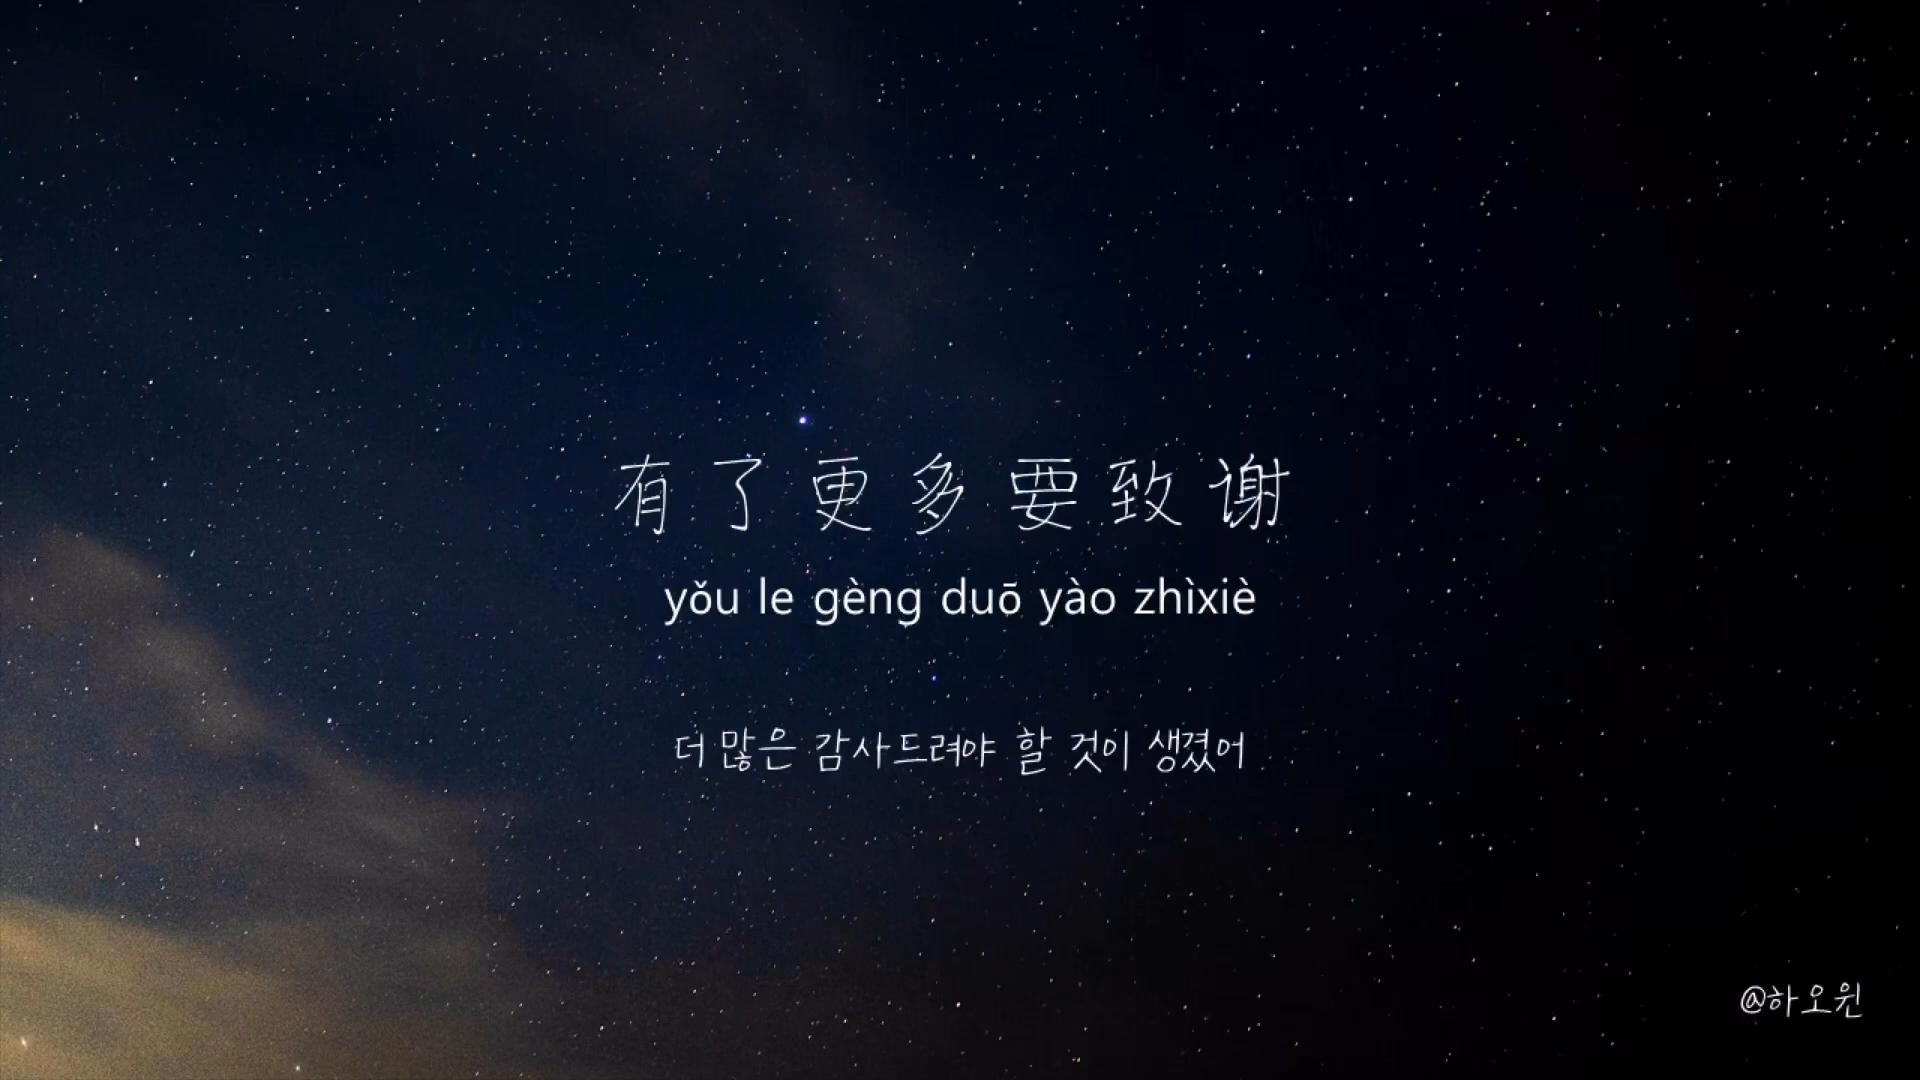 有了更多要致谢
yǒu le gèng duō yào zhìxiè
더 많은 감사드려야 할 것이 생겼어
@하오원